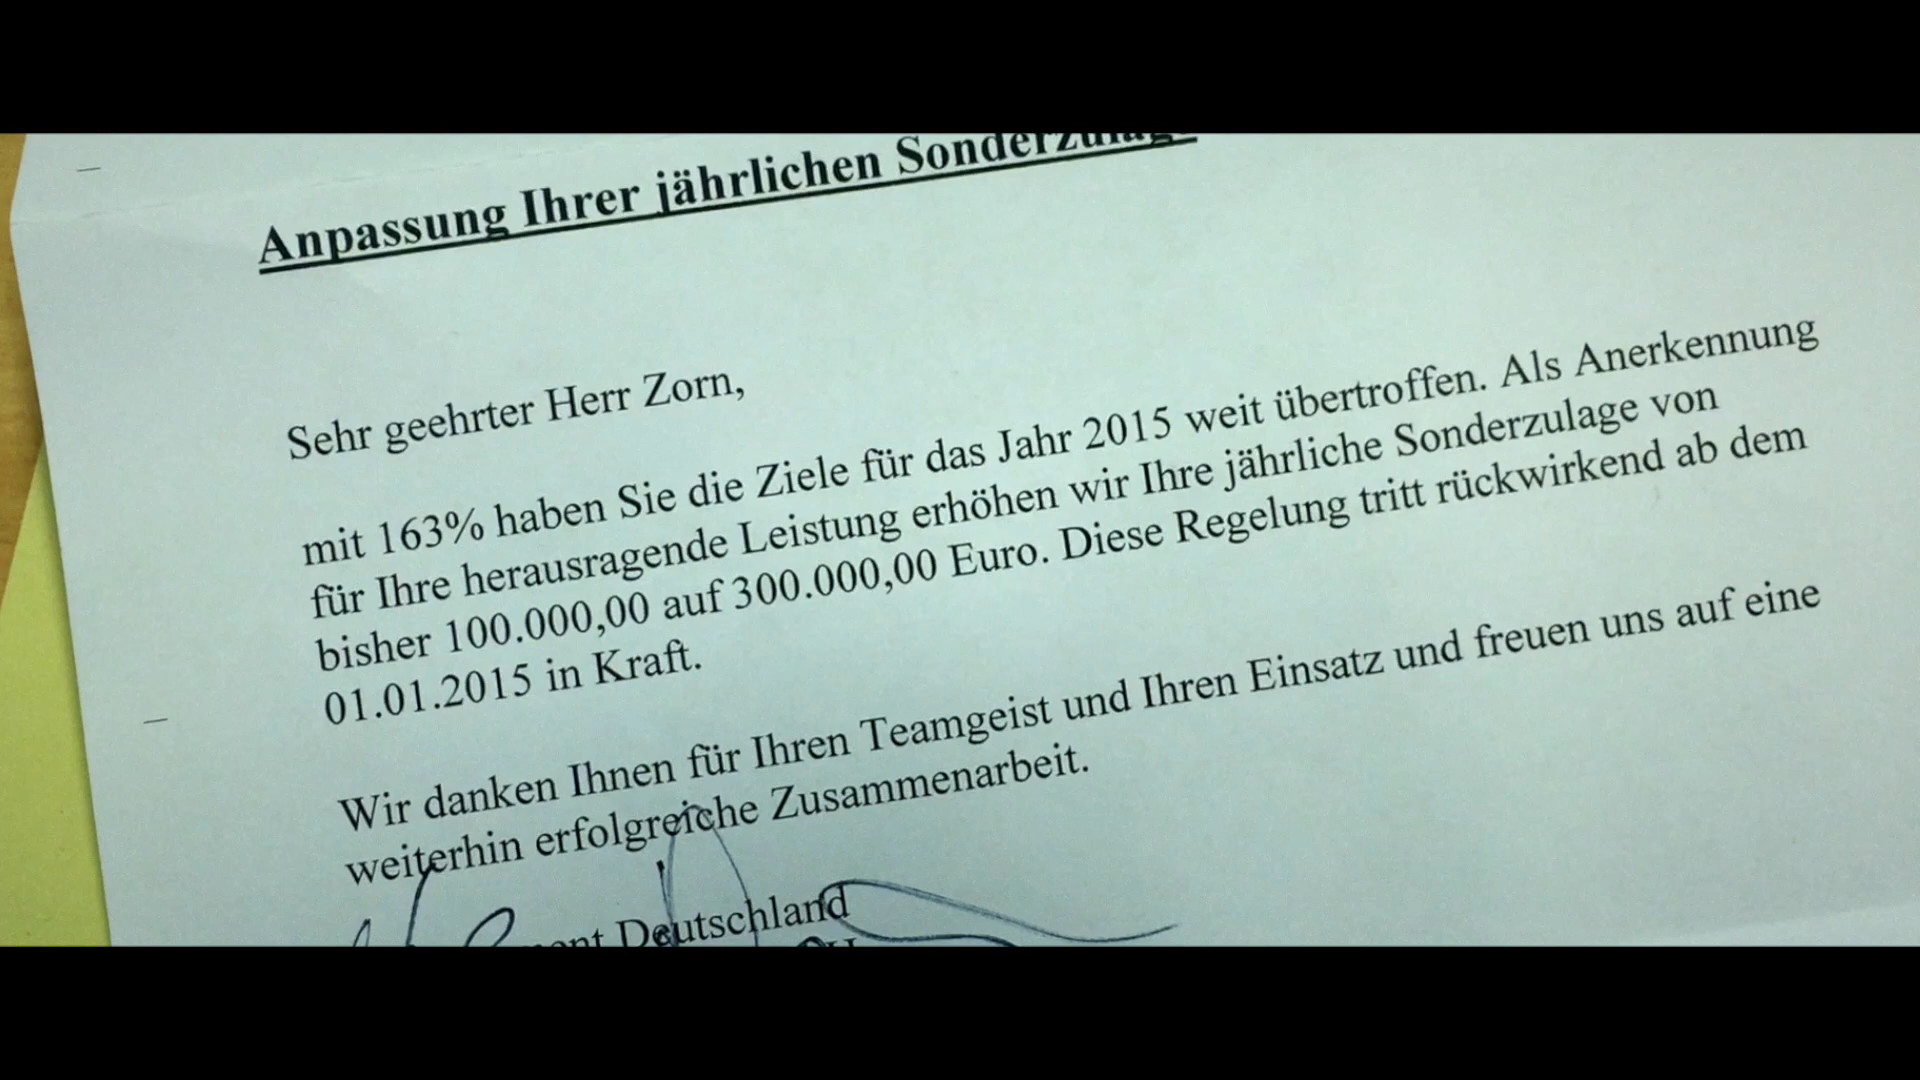 Anpassung Ihrer jährlichen Sonderzulage
Sehr geehrter Herr Zorn,
mit 163% haben Sie die Ziele für das Jahr 2015 weit übertroffen. Als Anerkennung
für Ihre herausragende Leistung erhöhen wir Ihre jährliche Sonderzulage von
bisher 100.000,00 auf 300.000,00 Euro. Diese Regelung tritt rückwirkend ab dem
01.01.2015 in Kraft.
Wir danken Ihnen für Ihren Teamgeist und Ihren Einsatz und freuen uns auf eine
weiterhin erfolgreiche Zusammenarbeit.
Deutschland